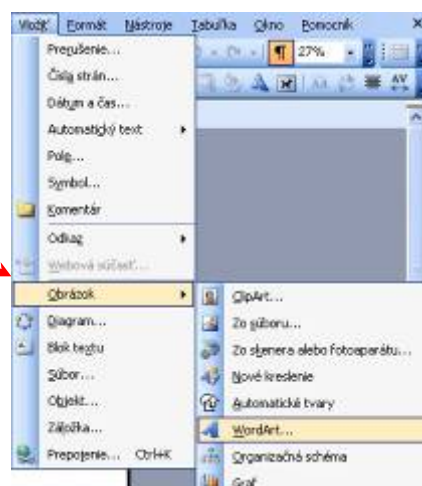 Vložiť Formát Nástroje Tabuľka Okno Pomocník
Prerušenie...
27%
Čísla strán...
Dátum a čas...
Automatický text
Pole...
Symbol...
Komentár
Odkaz
Webová súčasť...
Obrázok
ClipArt...
Diagram...
Zo súboru...
Blok textu
Zo skenera alebo fotoaparátu...
Súbor...
Nové kreslenie
Objekt...
Automatické tvary
Záložka...
WordArt...
Prepojenie... Ctrl+K
Organizačná schéma
Graf